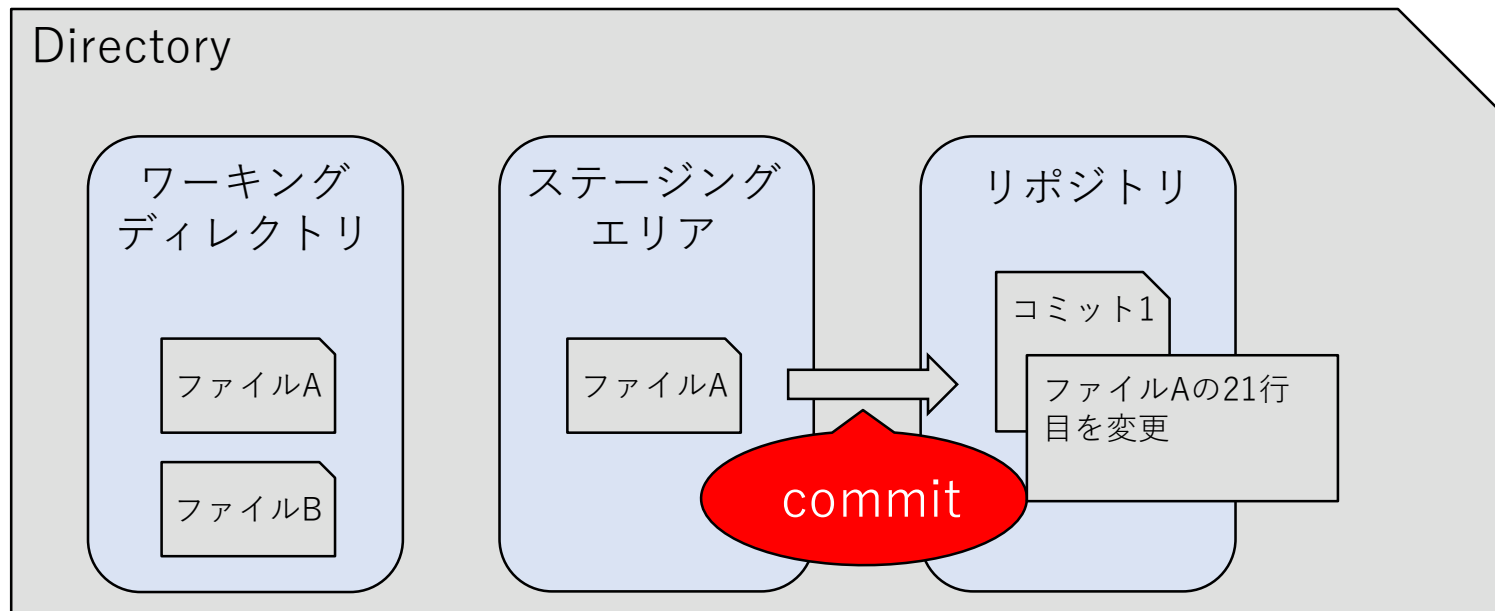 Directory
ワーキング
ディレクトリ
ファイルA
ファイルB
ステージング
エリア
ファイルA
commit
リポジトリ
コミット1
ファイルAの21行
目を変更